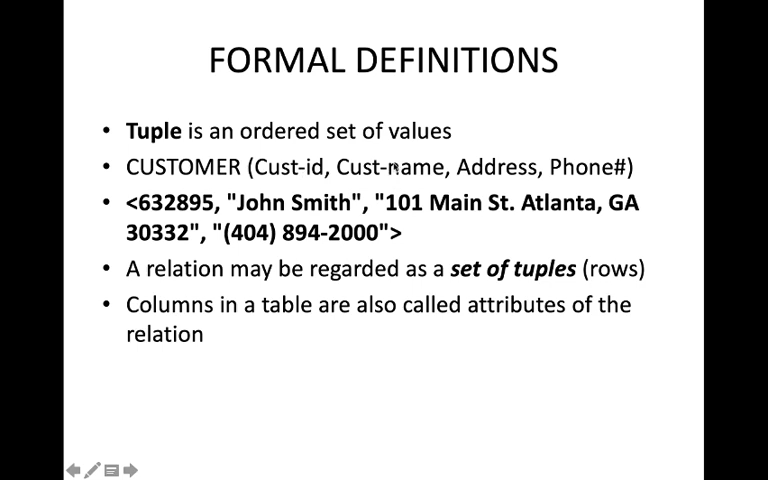 FORMAL DEFINITIONS
• Tuple is an ordered set of values
• CUSTOMER (Cust-id, Cust-name, Address, Phone#)
• <632895, "John Smith", "101 Main St. Atlanta, GA
30332", "(404) 894-2000">
• A relation may be regarded as a set of tuples (rows)
• Columns in a table are also called attributes of the
relation